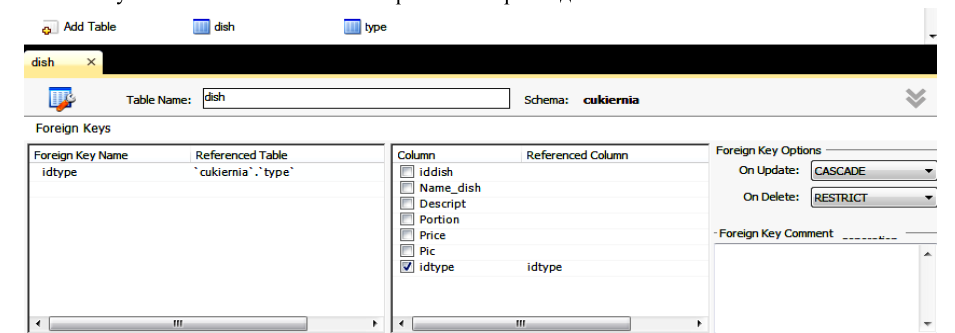 Add Table dish type
dish ×
Table Name: dish Schema: cukiernia
Foreign Keys
Foreign Key Name Referenced Table
idtype `cukiernia`.`type`
Column Referenced Column
iddish
Name_dish
Descript
Portion
Price
Pic
idtype idtype
Foreign Key Options
On Update: CASCADE
On Delete: RESTRICT
Foreign Key Comment